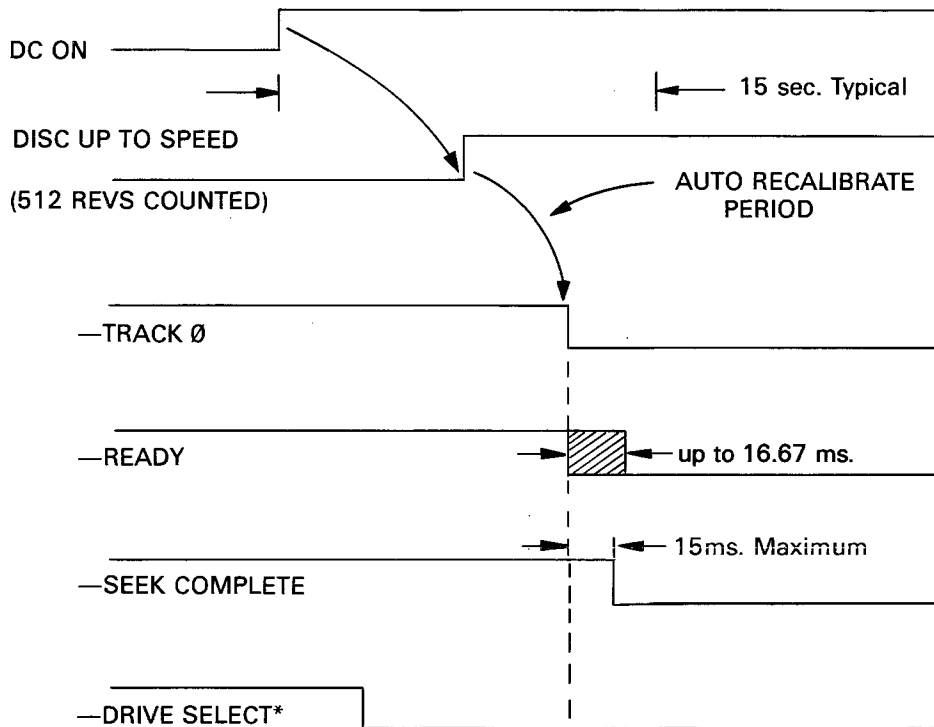 DC ON
15 sec. Typical
DISC UP TO SPEED
(512 REVS COUNTED)
AUTO RECALIBRATE
PERIOD
—TRACK Ø
—READY
up to 16.67 ms.
15ms. Maximum
—SEEK COMPLETE
—DRIVE SELECT*